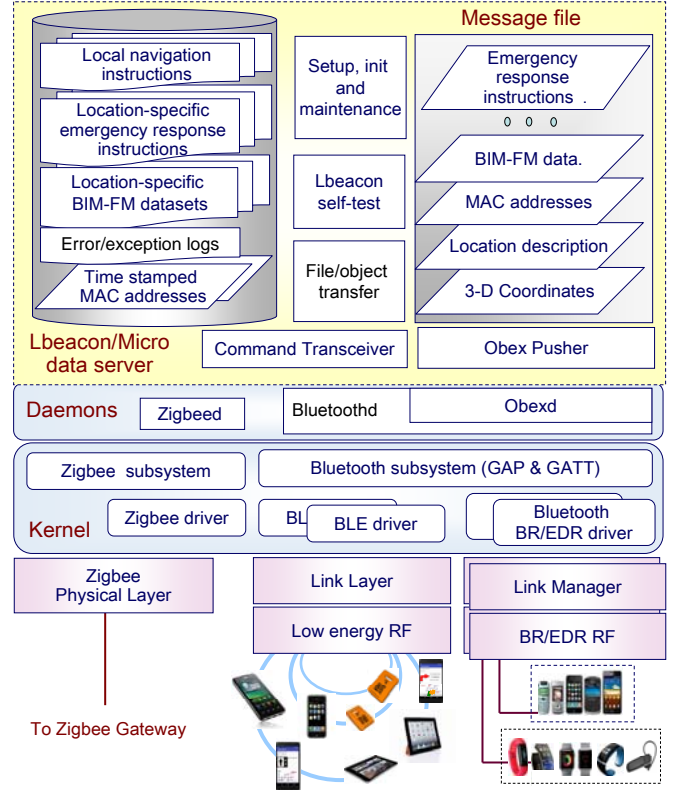 Message file
Local navigation
instructions
Location-specific
emergency response
instructions
Location-specific
BIM-FM datasets
Error/exception logs
Time stamped
MAC addresses
Setup, init
and
maintenance
Lbeacon
self-test
File/object
transfer
Emergency
response
instructions .
o o o
BIM-FM data.
MAC addresses
Location description
3-D Coordinates
Lbeacon/Micro
data server
Command Transceiver
Obex Pusher
Daemons
Zigbeed
Bluetoothd
Obexd
Zigbee subsystem
Bluetooth subsystem (GAP & GATT)
Kernel
Zigbee driver
BL
BLE driver
Bluetooth
BR/EDR driver
Zigbee
Physical Layer
Link Layer
Link Manager
Low energy RF
BR/EDR RF
To Zigbee Gateway